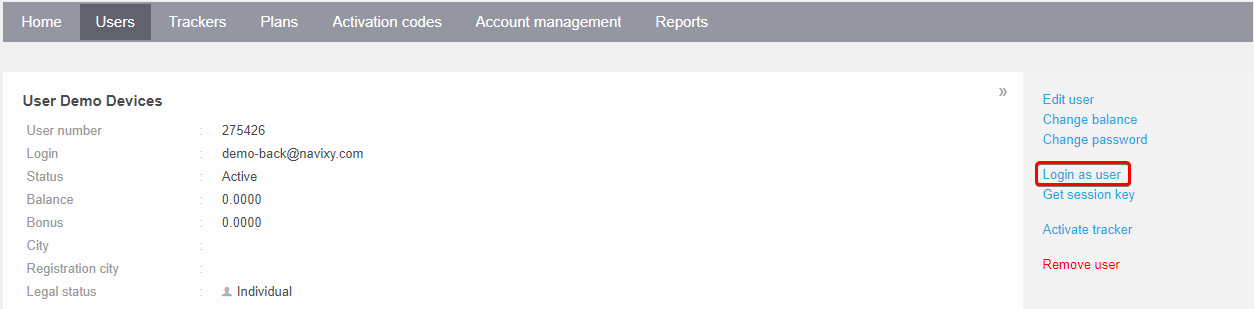 Home Users Trackers Plans Activation codes Account management Reports
User Demo Devices »
User number : 275426
Login : demo-back@navixy.com
Status : Active
Balance : 0.0000
Bonus : 0.0000
City :
Registration city :
Legal status : Individual
Edit user
Change balance
Change password
Login as user
Get session key
Activate tracker
Remove user